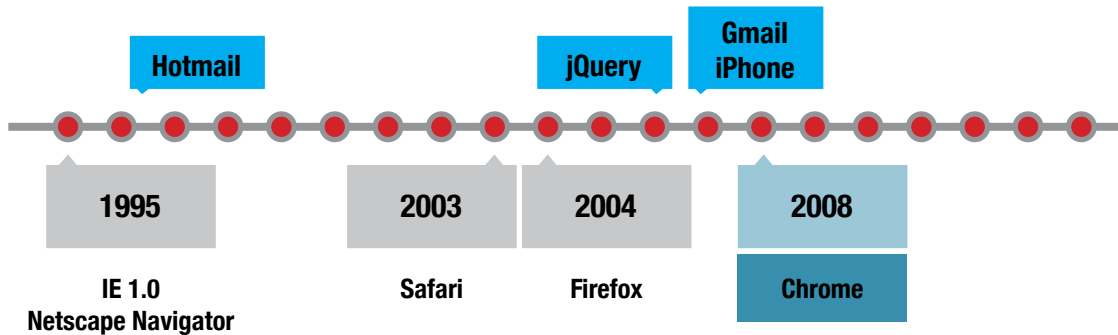 Hotmail
jQuery
Gmail
iPhone
1995
2003
2004
2008
IE 1.0
Netscape Navigator
Safari
Firefox
Chrome